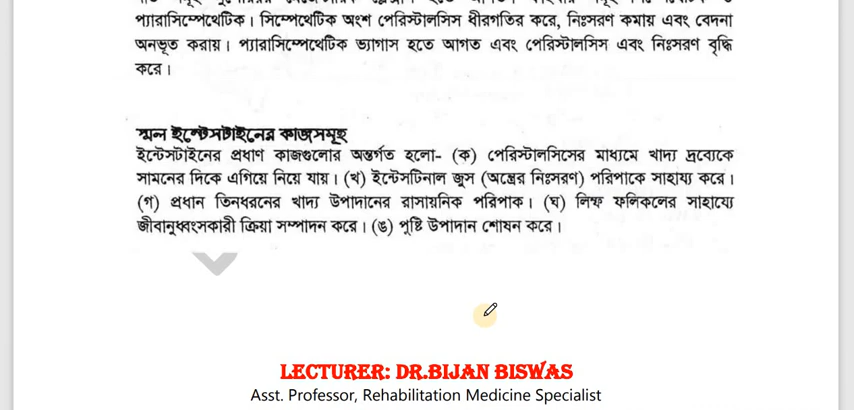 প্যারাসিম্পেথেটিক। সিম্পেথেটিক অংশ পেরিস্টালসিস ধীরগতির করে, নিঃসরণ কমায় এবং বেদনা
অনভূত করায়। প্যারাসিম্পেথেটিক ভ্যাগাস হতে আগত এবং পেরিস্টালসিস এবং নিঃসরণ বৃদ্ধি
করে।
স্মল ইন্টেসটাইনের কাজসমূহ
ইন্টেসটাইনের প্রধাণ কাজগুলোর অন্তর্গত হলো- (ক) পেরিস্টালসিসের মাধ্যমে খাদ্য দ্রব্যেকে
সামনের দিকে এগিয়ে নিয়ে যায়। (খ) ইন্টেসটিনাল জুস (অন্ত্রের নিঃসরণ) পরিপাকে সাহায্য করে।
(গ) প্রধান তিনধরনের খাদ্য উপাদানের রাসায়নিক পরিপাক। (ঘ) লিম্ফ ফলিকলের সাহায্যে
জীবানুধ্বংসকারী ক্রিয়া সম্পাদন করে। (ঙ) পুষ্টি উপাদান শোষন করে।
LECTURER: DR.BIJAN BISWAS
Asst. Professor, Rehabilitation Medicine Specialist